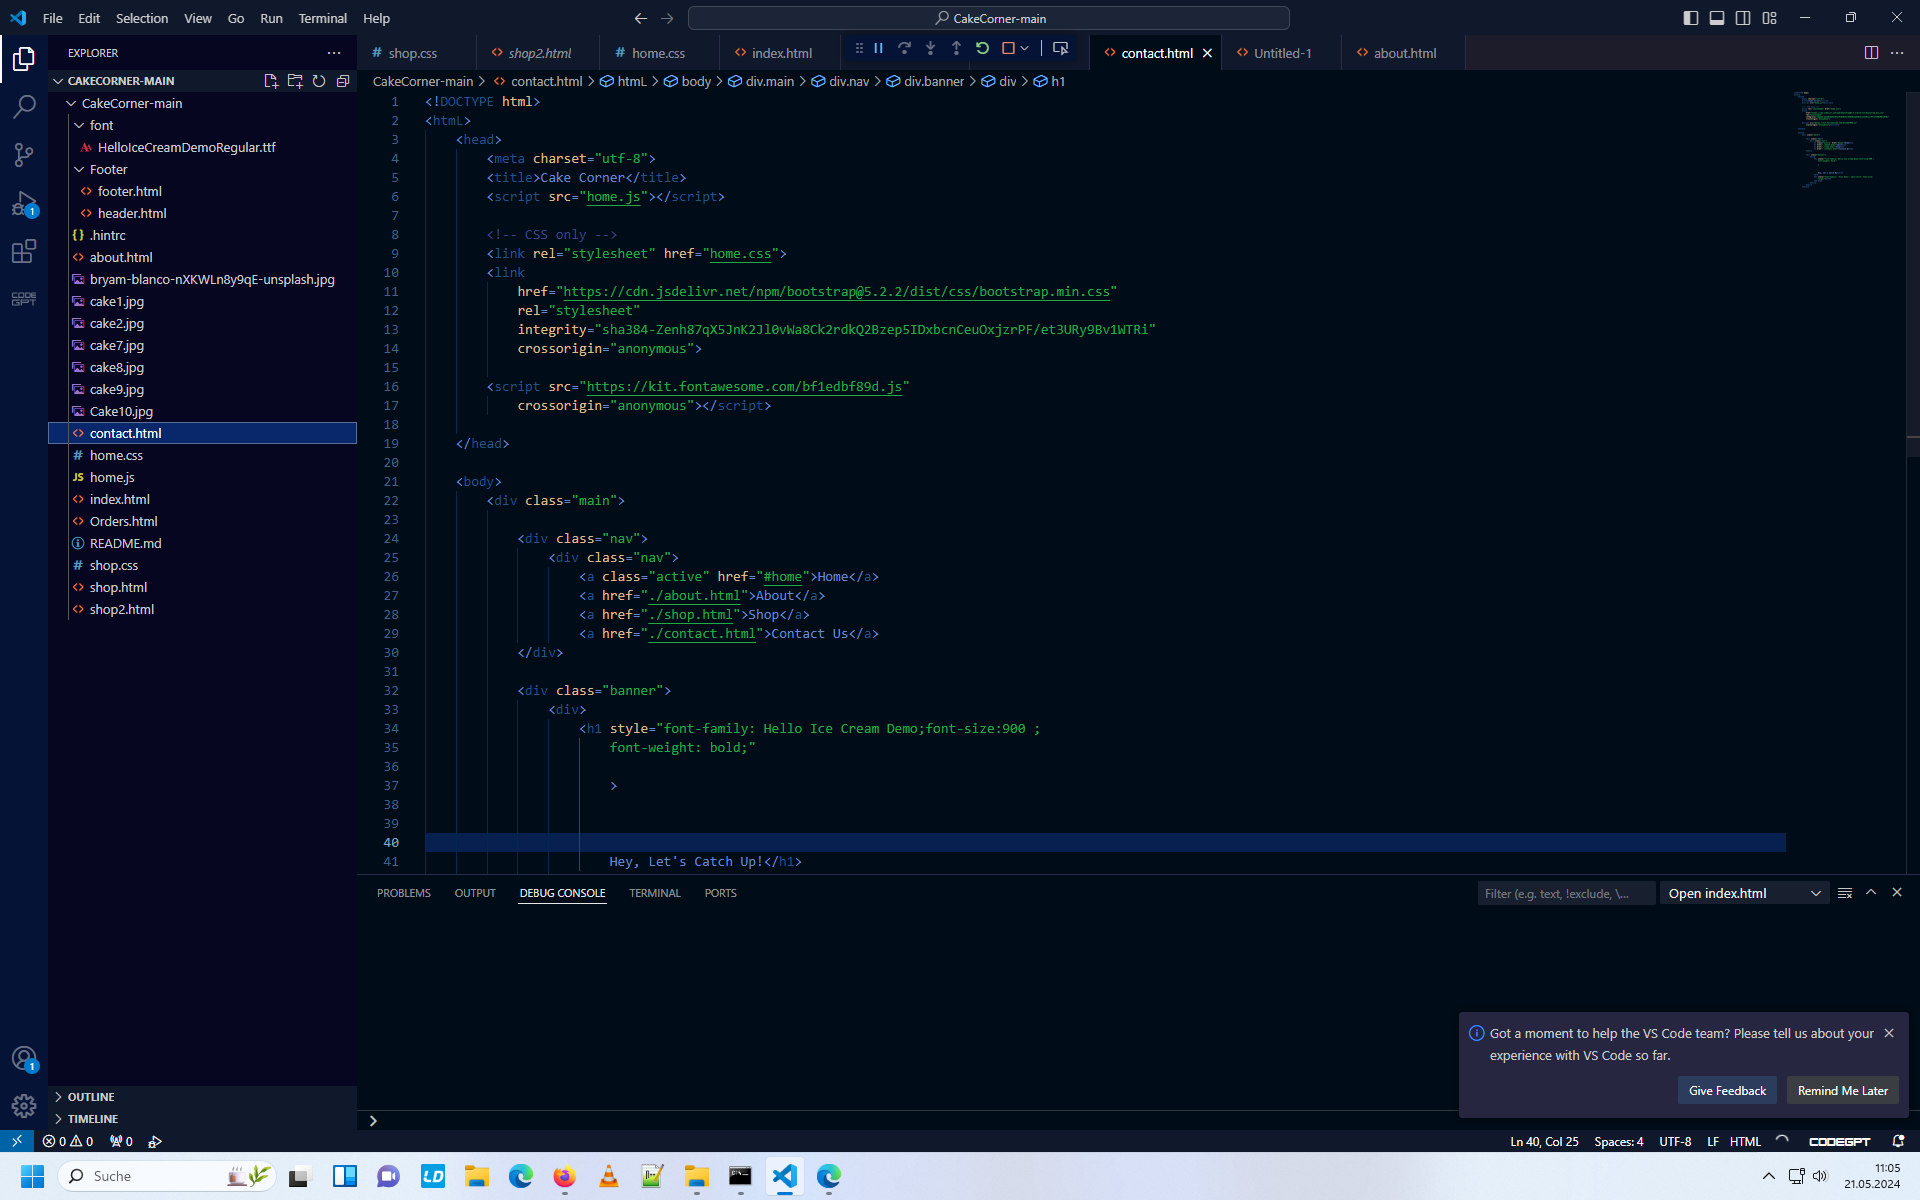 File Edit Selection View Go Run Terminal Help
CakeCorner-main
EXPLORER
shop.css
shop2.html
home.css
index.html
contact.html
Untitled-1
about.html
CAKECORNER-MAIN
CakeCorner-main
font
HelloIceCreamDemoRegular.ttf
Footer
footer.html
header.html
.hintrc
about.html
bryam-blanco-nXKWLn8y9qE-unsplash.jpg
cake1.jpg
cake2.jpg
cake7.jpg
cake8.jpg
cake9.jpg
Cake10.jpg
contact.html
home.css
home.js
index.html
Orders.html
README.md
shop.css
shop.html
shop2.html
OUTLINE
TIMELINE
CODE GPT
CakeCorner-main > contact.html > htmL > body > div.main > div.nav > div.banner > div > h1
1 <!DOCTYPE html>
2 <htmL>
3 <head>
4 <meta charset="utf-8">
5 <title>Cake Corner</title>
6 <script src="home.js"></script>
7
8 <!-- CSS only -->
9 <link rel="stylesheet" href="home.css">
10 <link
11 href="https://cdn.jsdelivr.net/npm/bootstrap@5.2.2/dist/css/bootstrap.min.css"
12 rel="stylesheet"
13 integrity="sha384-Zenh87qX5JnK2Jl0vWa8Ck2rdkQ2Bzep5IDxbcnCeuOxjzrPF/et3URy9Bv1WTRi"
14 crossorigin="anonymous">
15
16 <script src="https://kit.fontawesome.com/bf1edbf89d.js"
17 crossorigin="anonymous"></script>
18
19 </head>
20
21 <body>
22 <div class="main">
23
24 <div class="nav">
25 <div class="nav">
26 <a class="active" href="#home">Home</a>
27 <a href="./about.html">About</a>
28 <a href="./shop.html">Shop</a>
29 <a href="./contact.html">Contact Us</a>
30 </div>
31
32 <div class="banner">
33 <div>
34 <h1 style="font-family: Hello Ice Cream Demo;font-size:900 ;
35 font-weight: bold;"
36
37 >
38
39
40
41 Hey, Let's Catch Up!</h1>
PROBLEMS OUTPUT DEBUG CONSOLE TERMINAL PORTS
Filter (e.g. text, !exclude, \...
Open index.html
Got a moment to help the VS Code team? Please tell us about your
experience with VS Code so far.
Give Feedback
Remind Me Later
1
1
0 0 0
Ln 40, Col 25 Spaces: 4 UTF-8 LF HTML CODEGPT
Suche
LD
11:05
21.05.2024